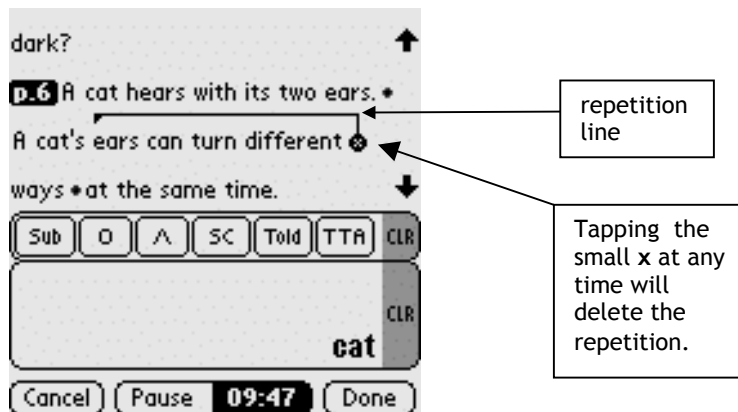 dark?
p.6 A cat hears with its two ears. •
A cat's ears can turn different
ways • at the same time.
Sub O /\ SC Told TTA CLR
CLR
cat
Cancel Pause 09:47 Done
repetition
line
Tapping the
small x at any
time will
delete the
repetition.